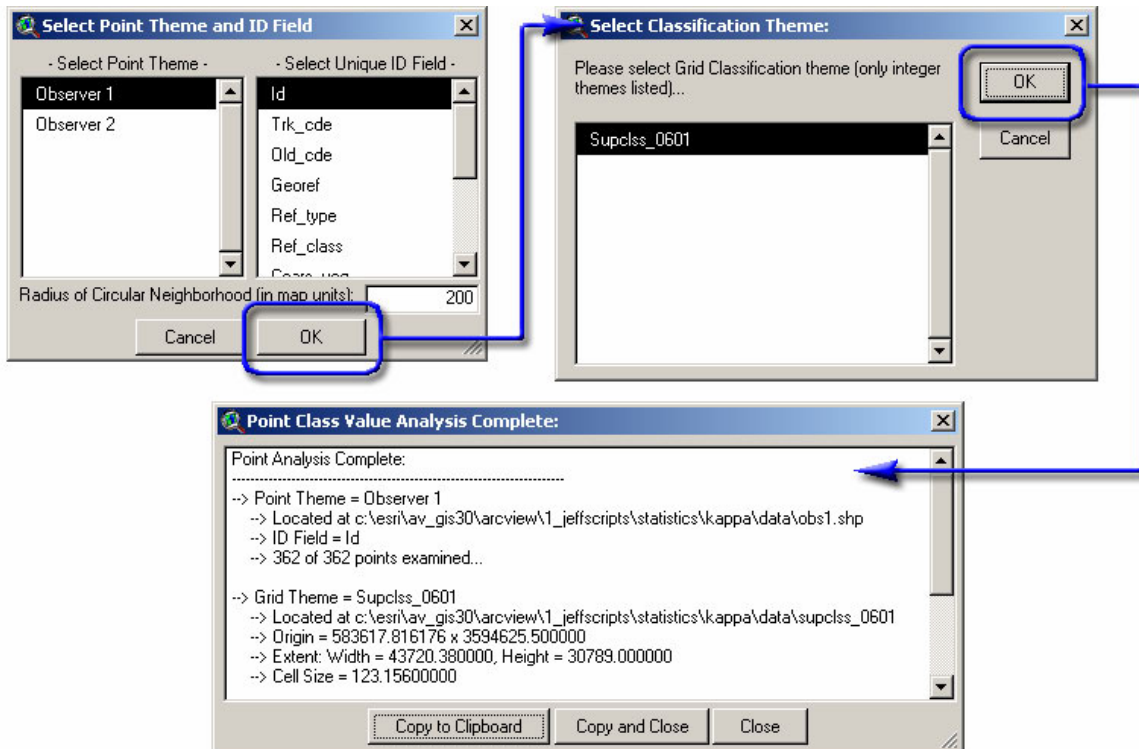 Select Point Theme and ID Field
- Select Point Theme -
- Select Unique ID Field -
Observer 1
Observer 2
Id
Trk_cde
Old_cde
Georef
Ref_type
Ref_class
Radius of Circular Neighborhood (in map units):
200
Cancel
OK
Select Classification Theme:
Please select Grid Classification theme (only integer
themes listed)...
OK
Cancel
Supclss_0601
Point Class Value Analysis Complete:
Point Analysis Complete:
-----------------------------------------------------------------------
--> Point Theme = Observer 1
--> Located at c:\esri\av_gis30\arcview\1_jeffscripts\statistics\kappa\data\obs1.shp
--> ID Field = Id
--> 362 of 362 points examined...
--> Grid Theme = Supclss_0601
--> Located at c:\esri\av_gis30\arcview\1_jeffscripts\statistics\kappa\data\supclss_0601
--> Origin = 583617.816176 x 3594625.500000
--> Extent: Width = 43720.380000, Height = 30789.000000
--> Cell Size = 123.15600000
Copy to Clipboard
Copy and Close
Close